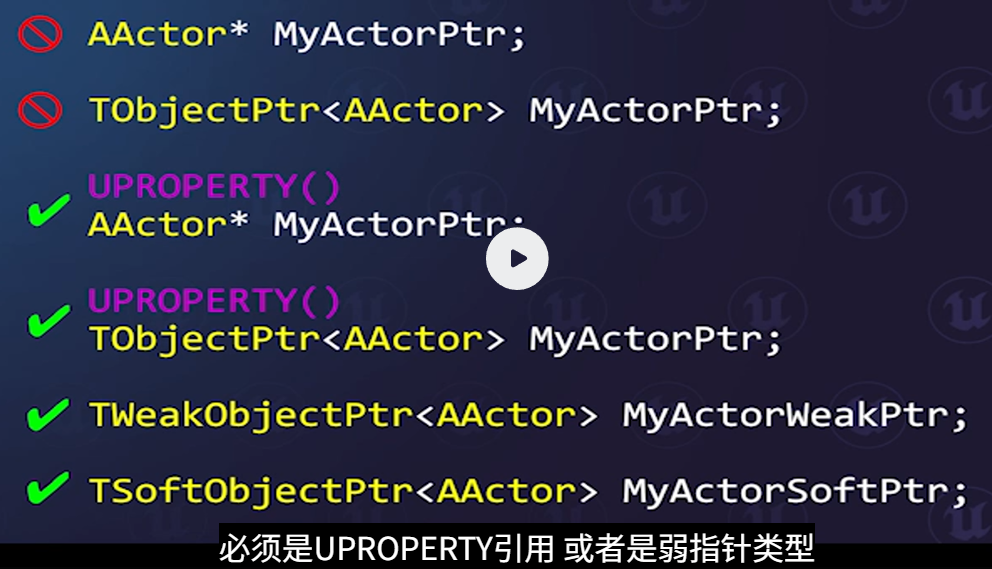 AActor* MyActorPtr;
TObjectPtr<AActor> MyActorPtr;
UPROPERTY()
AActor* MyActorPtr;
UPROPERTY()
TObjectPtr<AActor> MyActorPtr;
TWeakObjectPtr<AActor> MyActorWeakPtr;
TSoftObjectPtr<AActor> MyActorSoftPtr;
必须是UPROPERTY引用 或者是弱指针类型